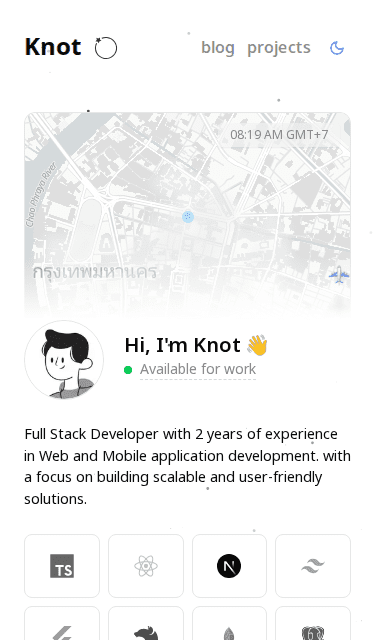 Knot
blog projects
08:19 AM GMT+7
Chao Phraya River
กรุงเทพมหานคร
Hi, I'm Knot 👋
Available for work
Full Stack Developer with 2 years of experience
in Web and Mobile application development. with
a focus on building scalable and user-friendly
solutions.
TS
N